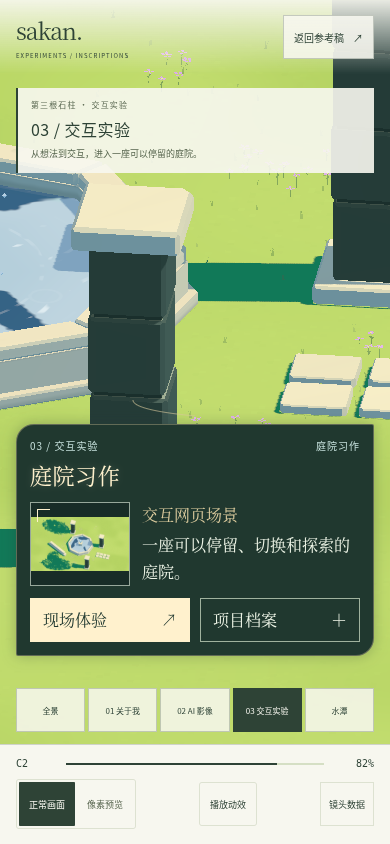 sakan.
EXPERIMENTS / INSCRIPTIONS
返回参考稿 ↗
第三根石柱 · 交互实验
03 / 交互实验
从想法到交互，进入一座可以停留的庭院。
03 / 交互实验
庭院习作
庭院习作
交互网页场景
一座可以停留、切换和探索的
庭院。
现场体验 ↗
项目档案 +
全景
01 关于我
02 AI 影像
03 交互实验
水潭
C2
82%
正常画面
像素预览
播放动效
镜头数据